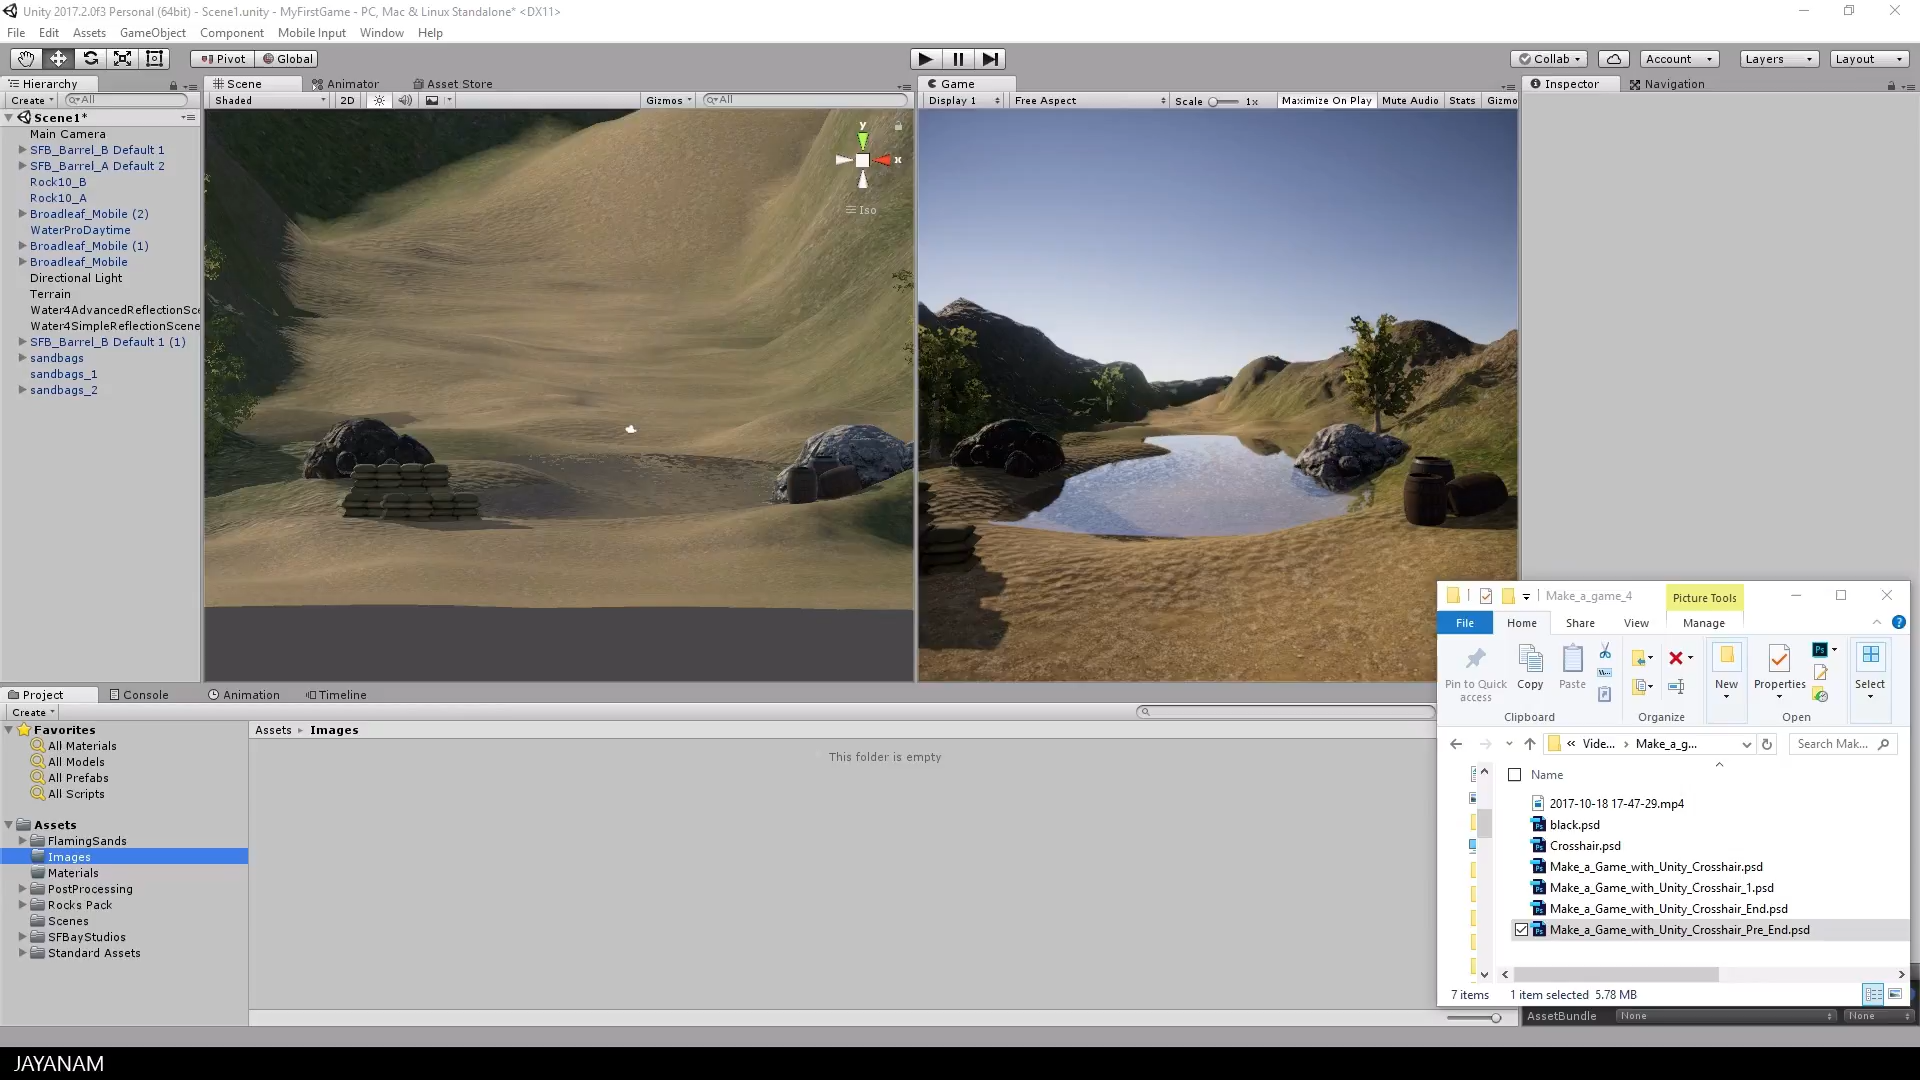 Unity 2017.2.0f3 Personal (64bit) - Scene1.unity - MyFirstGame - PC, Mac & Linux Standalone* <DX11>
File Edit Assets GameObject Component Mobile Input Window Help
Pivot Global Collab Account Layers Layout
Hierarchy Scene Animator Asset Store Game Inspector Navigation
Create All Shaded 2D Gizmos All Display 1 Free Aspect Scale 1x Maximize On Play Mute Audio Stats Gizmo
Scene1*
Main Camera
SFB_Barrel_B Default 1
SFB_Barrel_A Default 2
Rock10_B
Rock10_A
Broadleaf_Mobile (2)
WaterProDaytime
Broadleaf_Mobile (1)
Broadleaf_Mobile
Directional Light
Terrain
Water4AdvancedReflectionSce
Water4SimpleReflectionScene
SFB_Barrel_B Default 1 (1)
sandbags
sandbags_1
sandbags_2
y
x
Iso
Project Console Animation Timeline
Create
Favorites
All Materials
All Models
All Prefabs
All Scripts
Assets
FlamingSands
Images
Materials
PostProcessing
Rocks Pack
Scenes
SFBayStudios
Standard Assets
Assets Images
This folder is empty
Make_a_game_4 Picture Tools
File Home Share View Manage
Pin to Quick access
Copy
Paste
New
Properties
Select
Clipboard Organize Open
« Vide... Make_a_g... Search Mak...
Name
2017-10-18 17-47-29.mp4
black.psd
Crosshair.psd
Make_a_Game_with_Unity_Crosshair.psd
Make_a_Game_with_Unity_Crosshair_1.psd
Make_a_Game_with_Unity_Crosshair_End.psd
Make_a_Game_with_Unity_Crosshair_Pre_End.psd
7 items 1 item selected 5.78 MB
AssetBundle None None
JAYANAM